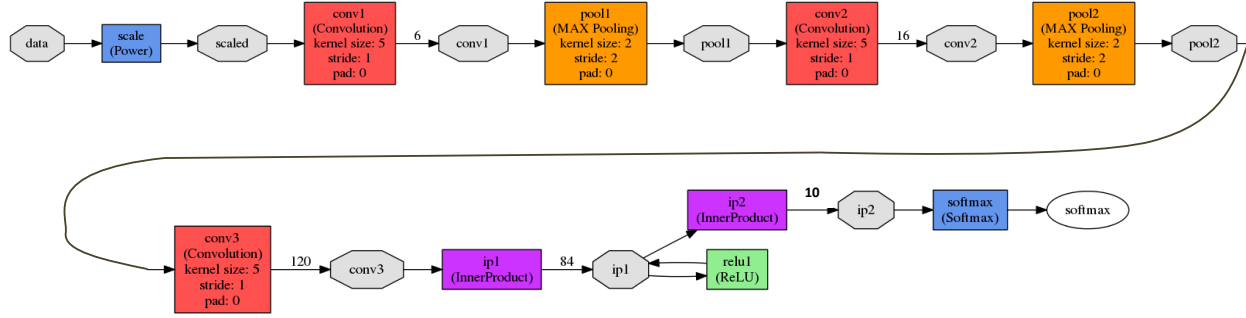 data
scale
(Power)
scaled
conv1
(Convolution)
kernel size: 5
stride: 1
pad: 0
6
conv1
pool1
(MAX Pooling)
kernel size: 2
stride: 2
pad: 0
pool1
conv2
(Convolution)
kernel size: 5
stride: 1
pad: 0
16
conv2
pool2
(MAX Pooling)
kernel size: 2
stride: 2
pad: 0
pool2
conv3
(Convolution)
kernel size: 5
stride: 1
pad: 0
120
conv3
ip1
(InnerProduct)
84
ip1
relu1
(ReLU)
ip2
(InnerProduct)
10
ip2
softmax
(Softmax)
softmax